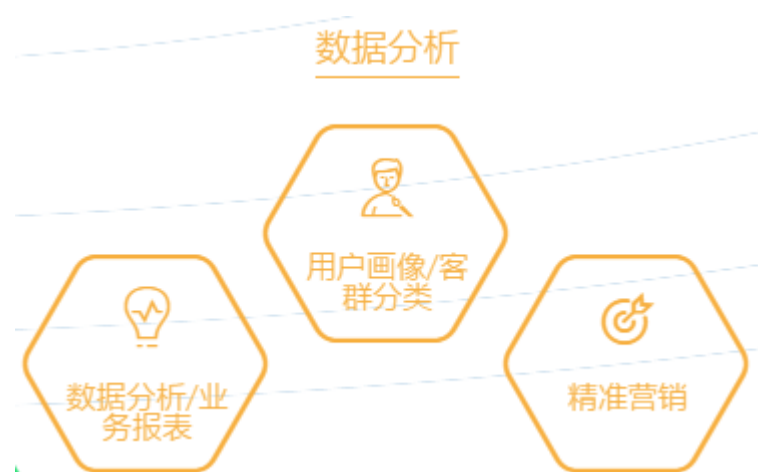 数据分析
用户画像/客
群分类
数据分析/业
务报表
精准营销